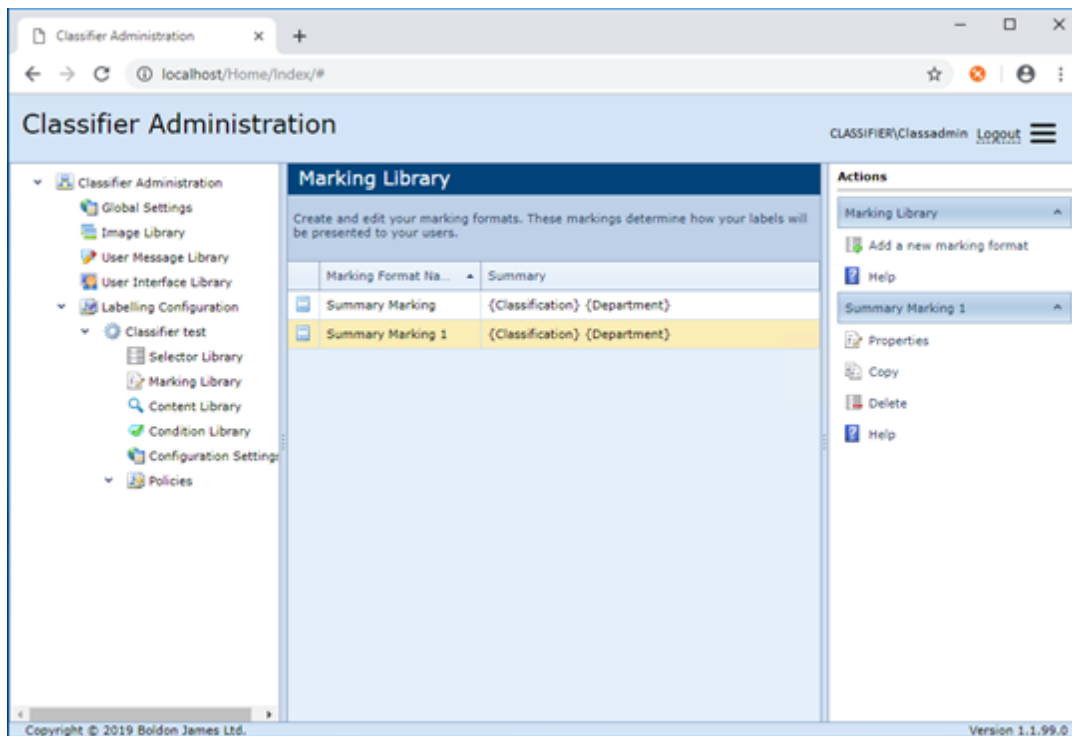 Classifier Administration
localhost/Home/Index/#
Classifier Administration
CLASSIFIER\Classadmin Logout
Classifier Administration
Global Settings
Image Library
User Message Library
User Interface Library
Labelling Configuration
Classifier test
Selector Library
Marking Library
Content Library
Condition Library
Configuration Settings
Policies
Marking Library
Create and edit your marking formats. These markings determine how your labels will
be presented to your users.
Marking Format Na... Summary
Summary Marking {Classification} {Department}
Summary Marking 1 {Classification} {Department}
Actions
Marking Library
Add a new marking format
Help
Summary Marking 1
Properties
Copy
Delete
Help
Copyright © 2019 Boldon James Ltd.
Version 1.1.99.0